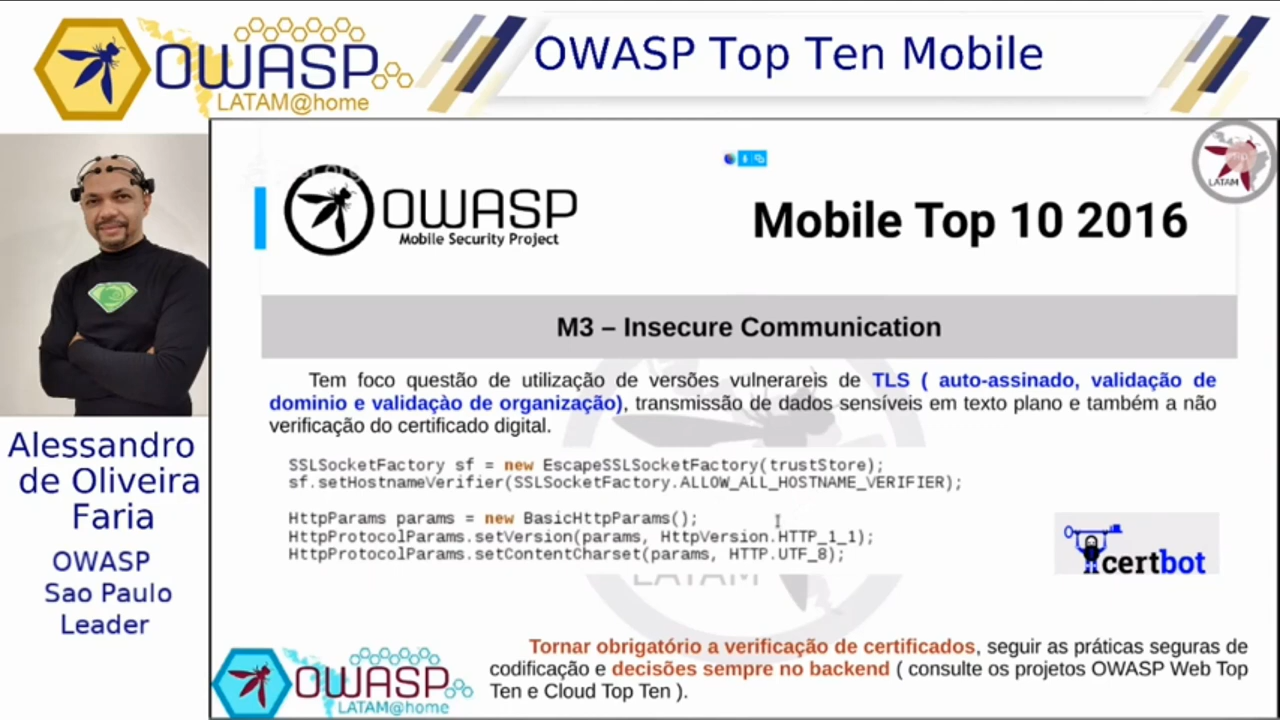 OWASP
LATAM@home
OWASP Top Ten Mobile
LATAM
OWASP
Mobile Security Project
Mobile Top 10 2016
M3 – Insecure Communication
Tem foco questão de utilização de versões vulnerareis de TLS ( auto-assinado, validação de
dominio e validaçào de organização), transmissão de dados sensíveis em texto plano e também a não
verificação do certificado digital.
SSLSocketFactory sf = new EscapeSSLSocketFactory(trustStore);
sf.setHostnameVerifier(SSLSocketFactory.ALLOW_ALL_HOSTNAME_VERIFIER);
HttpParams params = new BasicHttpParams();
HttpProtocolParams.setVersion(params, HttpVersion.HTTP_1_1);
HttpProtocolParams.setContentCharset(params, HTTP.UTF_8);
LATAM
certbot
Tornar obrigatório a verificação de certificados, seguir as práticas seguras de
codificação e decisões sempre no backend ( consulte os projetos OWASP Web Top
Ten e Cloud Top Ten ).
OWASP
LATAM@home
Alessandro
de Oliveira
Faria
OWASP
Sao Paulo
Leader